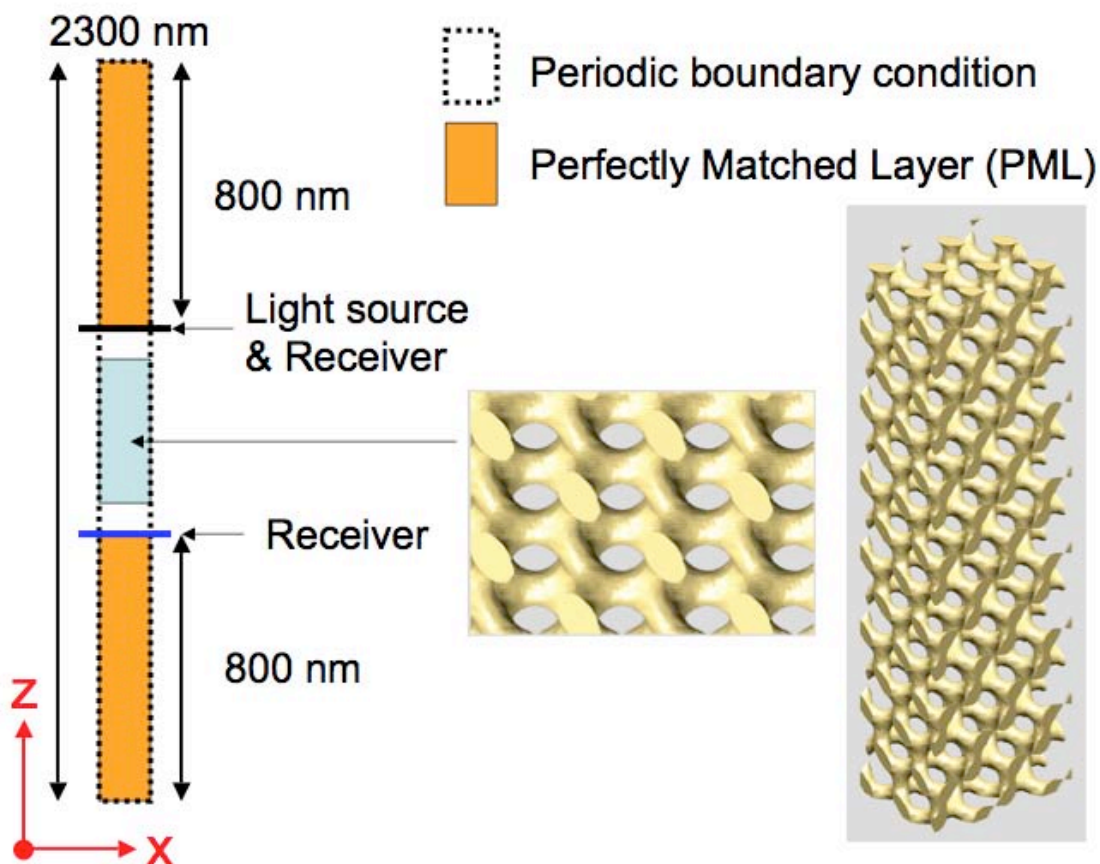 2300 nm
Periodic boundary condition
Perfectly Matched Layer (PML)
800 nm
Light source
& Receiver
Receiver
800 nm
Z
X